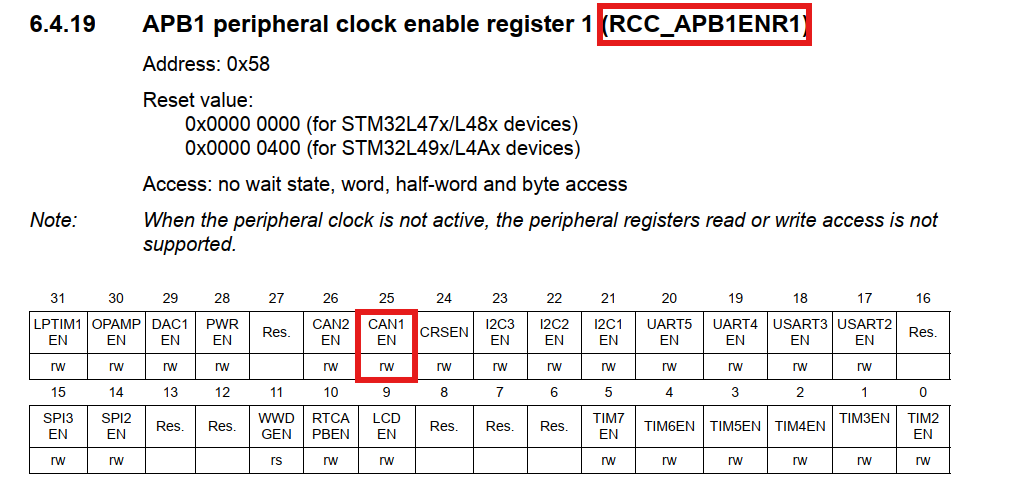 6.4.19 APB1 peripheral clock enable register 1 (RCC_APB1ENR1)
Address: 0x58
Reset value:
0x0000 0000 (for STM32L47x/L48x devices)
0x0000 0400 (for STM32L49x/L4Ax devices)
Access: no wait state, word, half-word and byte access
Note: When the peripheral clock is not active, the peripheral registers read or write access is not
supported.
31 30 29 28 27 26 25 24 23 22 21 20 19 18 17 16
LPTIM1 OPAMP DAC1 PWR Res. CAN2 CAN1 CRSEN I2C3 I2C2 I2C1 UART5 UART4 USART3 USART2 Res.
EN EN EN EN EN EN EN EN EN EN EN EN EN
rw rw rw rw rw rw rw rw rw rw rw rw rw rw
15 14 13 12 11 10 9 8 7 6 5 4 3 2 1 0
SPI3 SPI2 Res. Res. WWD RTCA LCD Res. Res. Res. TIM7 TIM6EN TIM5EN TIM4EN TIM3EN TIM2
EN EN GEN PBEN EN EN EN
rw rw rs rw rw rw rw rw rw rw rw